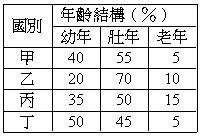 國別 年齡結構（％）
幼年 壯年 老年
甲 40 55 5
乙 20 70 10
丙 35 50 15
丁 50 45 5